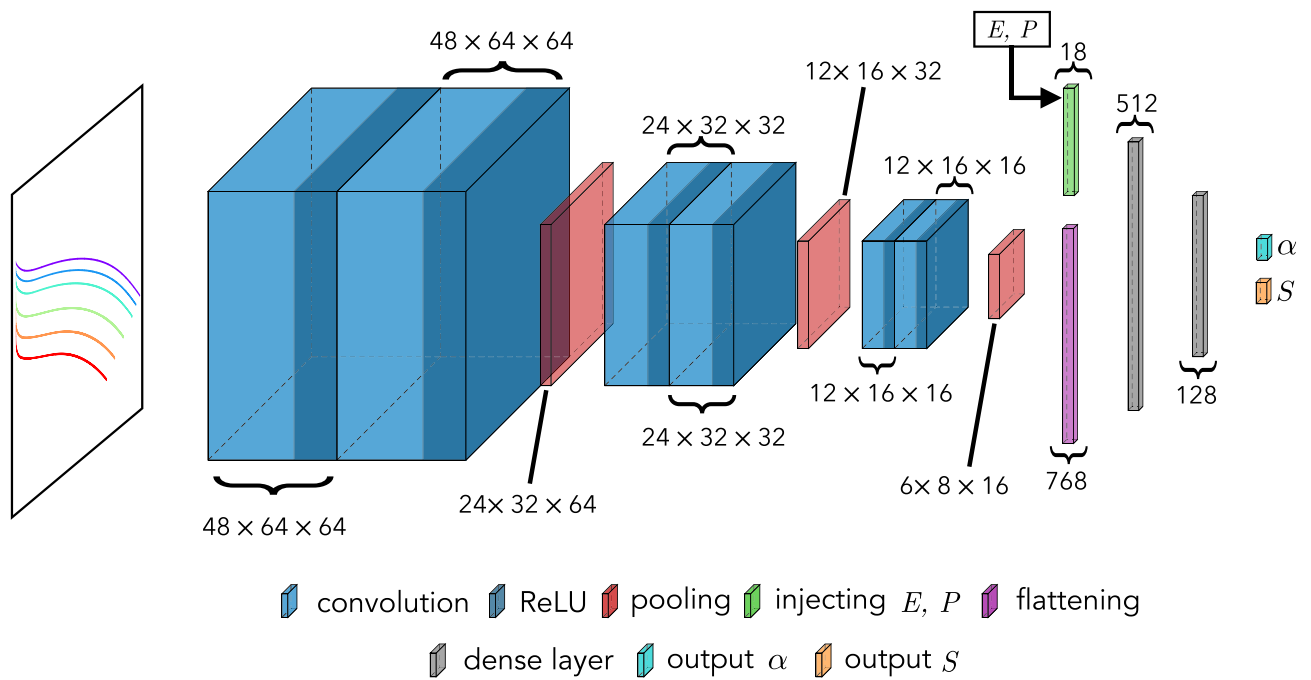 E, P
18
48 × 64 × 64
12× 16 × 32
512
24 × 32 × 32
12 × 16 × 16
α
S
12 × 16 × 16
128
24 × 32 × 32
768
6× 8 × 16
24× 32 × 64
48 × 64 × 64
convolution ReLU pooling injecting E, P flattening
dense layer output α output S